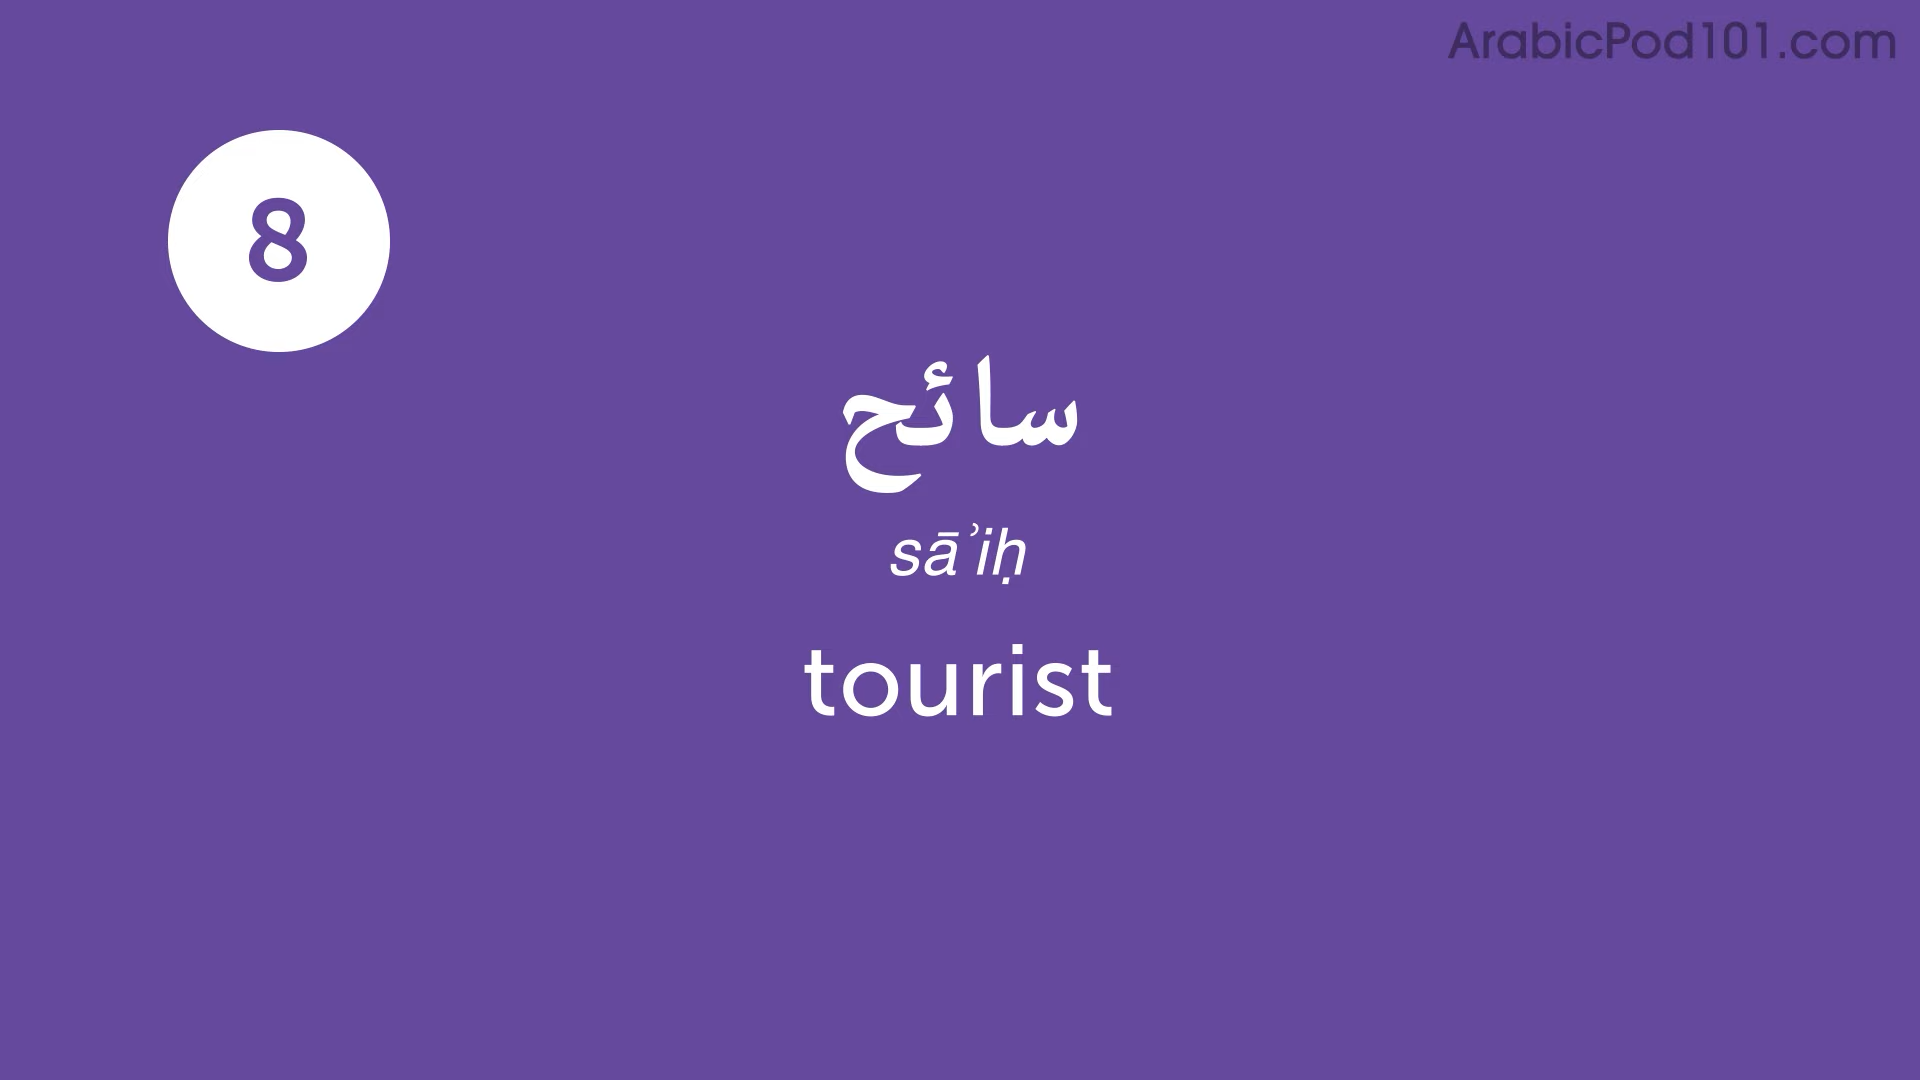 ArabicPod101.com
8
سائح
sāʾiḥ
tourist